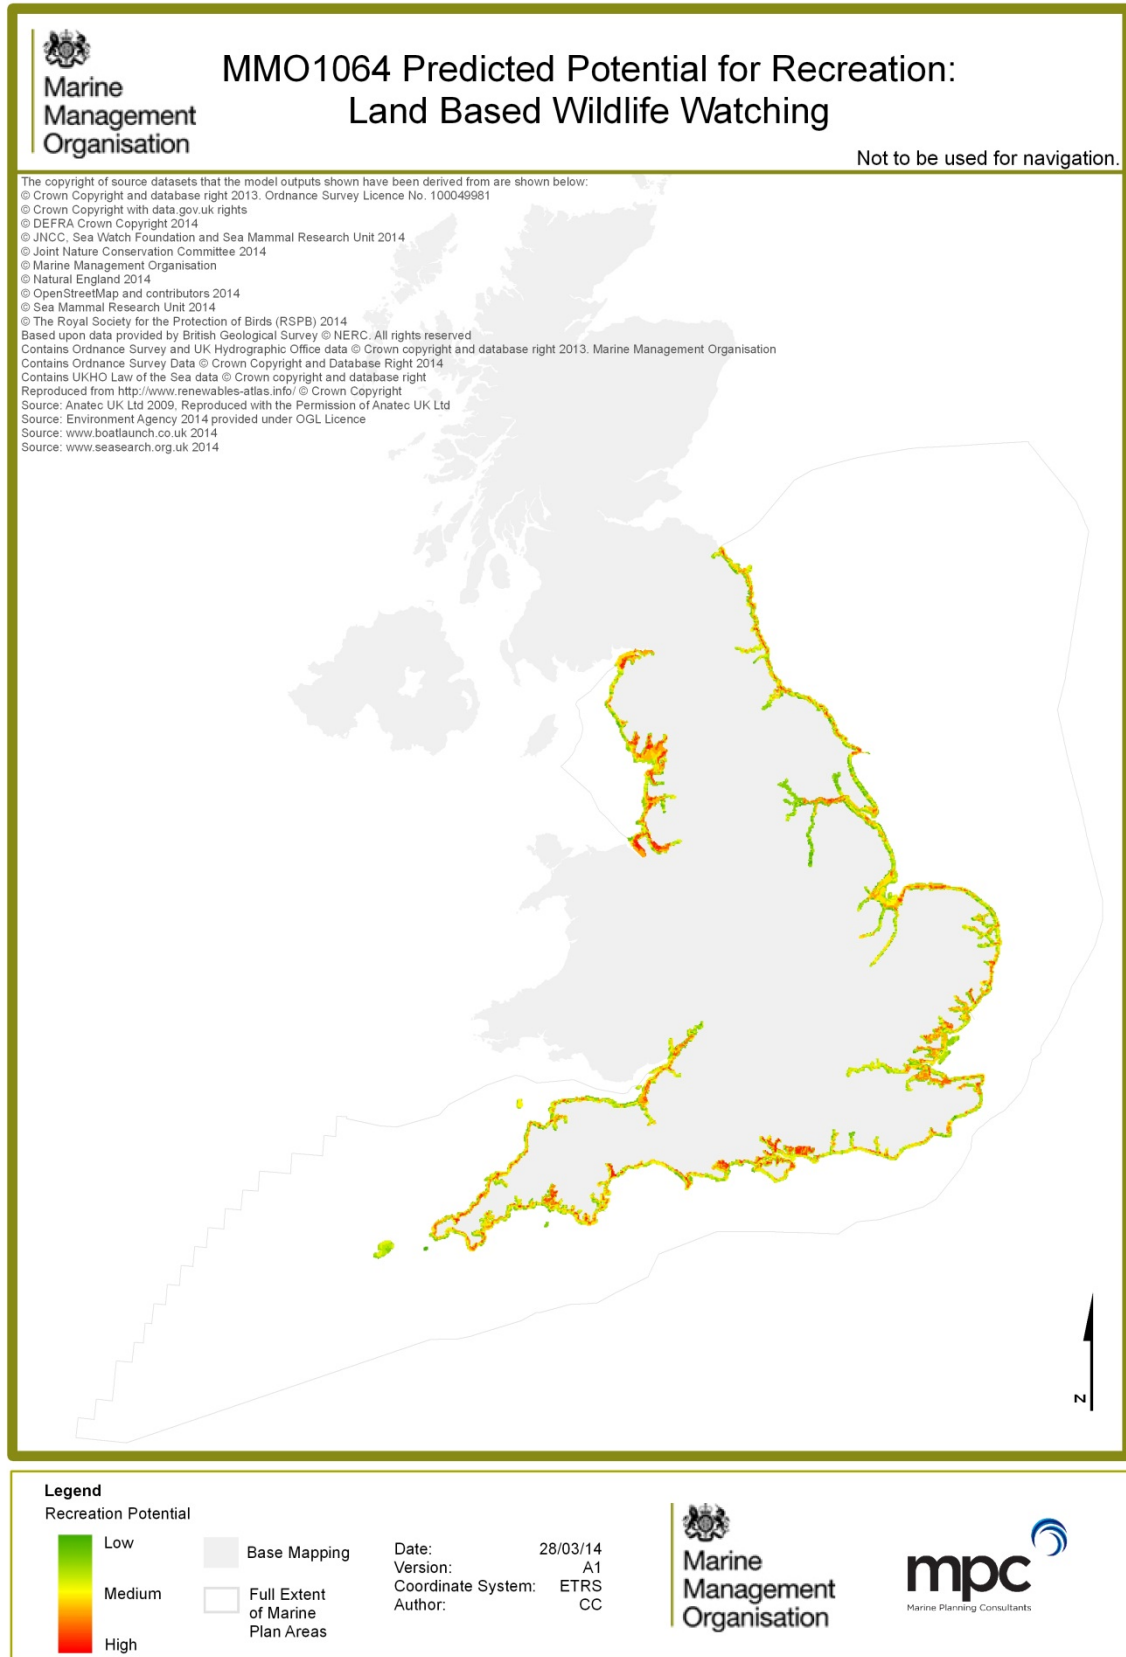 Marine
Management
Organisation
MMO1064 Predicted Potential for Recreation:
Land Based Wildlife Watching
Not to be used for navigation.
The copyright of source datasets that the model outputs shown have been derived from are shown below:
© Crown Copyright and database right 2013. Ordnance Survey Licence No. 100049981
© Crown Copyright with data.gov.uk rights
© DEFRA Crown Copyright 2014
© JNCC, Sea Watch Foundation and Sea Mammal Research Unit 2014
© Joint Nature Conservation Committee 2014
© Marine Management Organisation
© Natural England 2014
© OpenStreetMap and contributors 2014
© Sea Mammal Research Unit 2014
© The Royal Society for the Protection of Birds (RSPB) 2014
Based upon data provided by British Geological Survey © NERC. All rights reserved
Contains Ordnance Survey and UK Hydrographic Office data © Crown copyright and database right 2013. Marine Management Organisation
Contains Ordnance Survey Data © Crown Copyright and Database Right 2014
Contains UKHO Law of the Sea data © Crown copyright and database right
Reproduced from http://www.renewables-atlas.info/ © Crown Copyright
Source: Anatec UK Ltd 2009, Reproduced with the Permission of Anatec UK Ltd
Source: Environment Agency 2014 provided under OGL Licence
Source: www.boatlaunch.co.uk 2014
Source: www.seasearch.org.uk 2014
N
Legend
Recreation Potential
Low
Medium
High
Base Mapping
Full Extent
of Marine
Plan Areas
Date: 28/03/14
Version: A1
Coordinate System: ETRS
Author: CC
Marine
Management
Organisation
mpc
Marine Planning Consultants